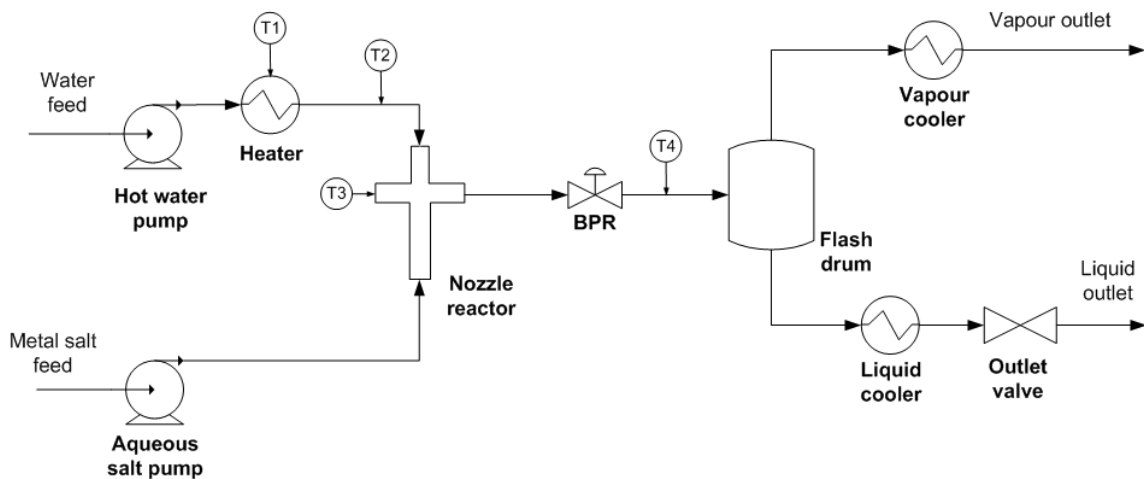 T1
T2
Water
feed
Heater
Hot water
pump
T3
Nozzle
reactor
Metal salt
feed
Aqueous
salt pump
BPR
T4
Flash
drum
Vapour
cooler
Vapour outlet
Liquid
cooler
Outlet
valve
Liquid
outlet